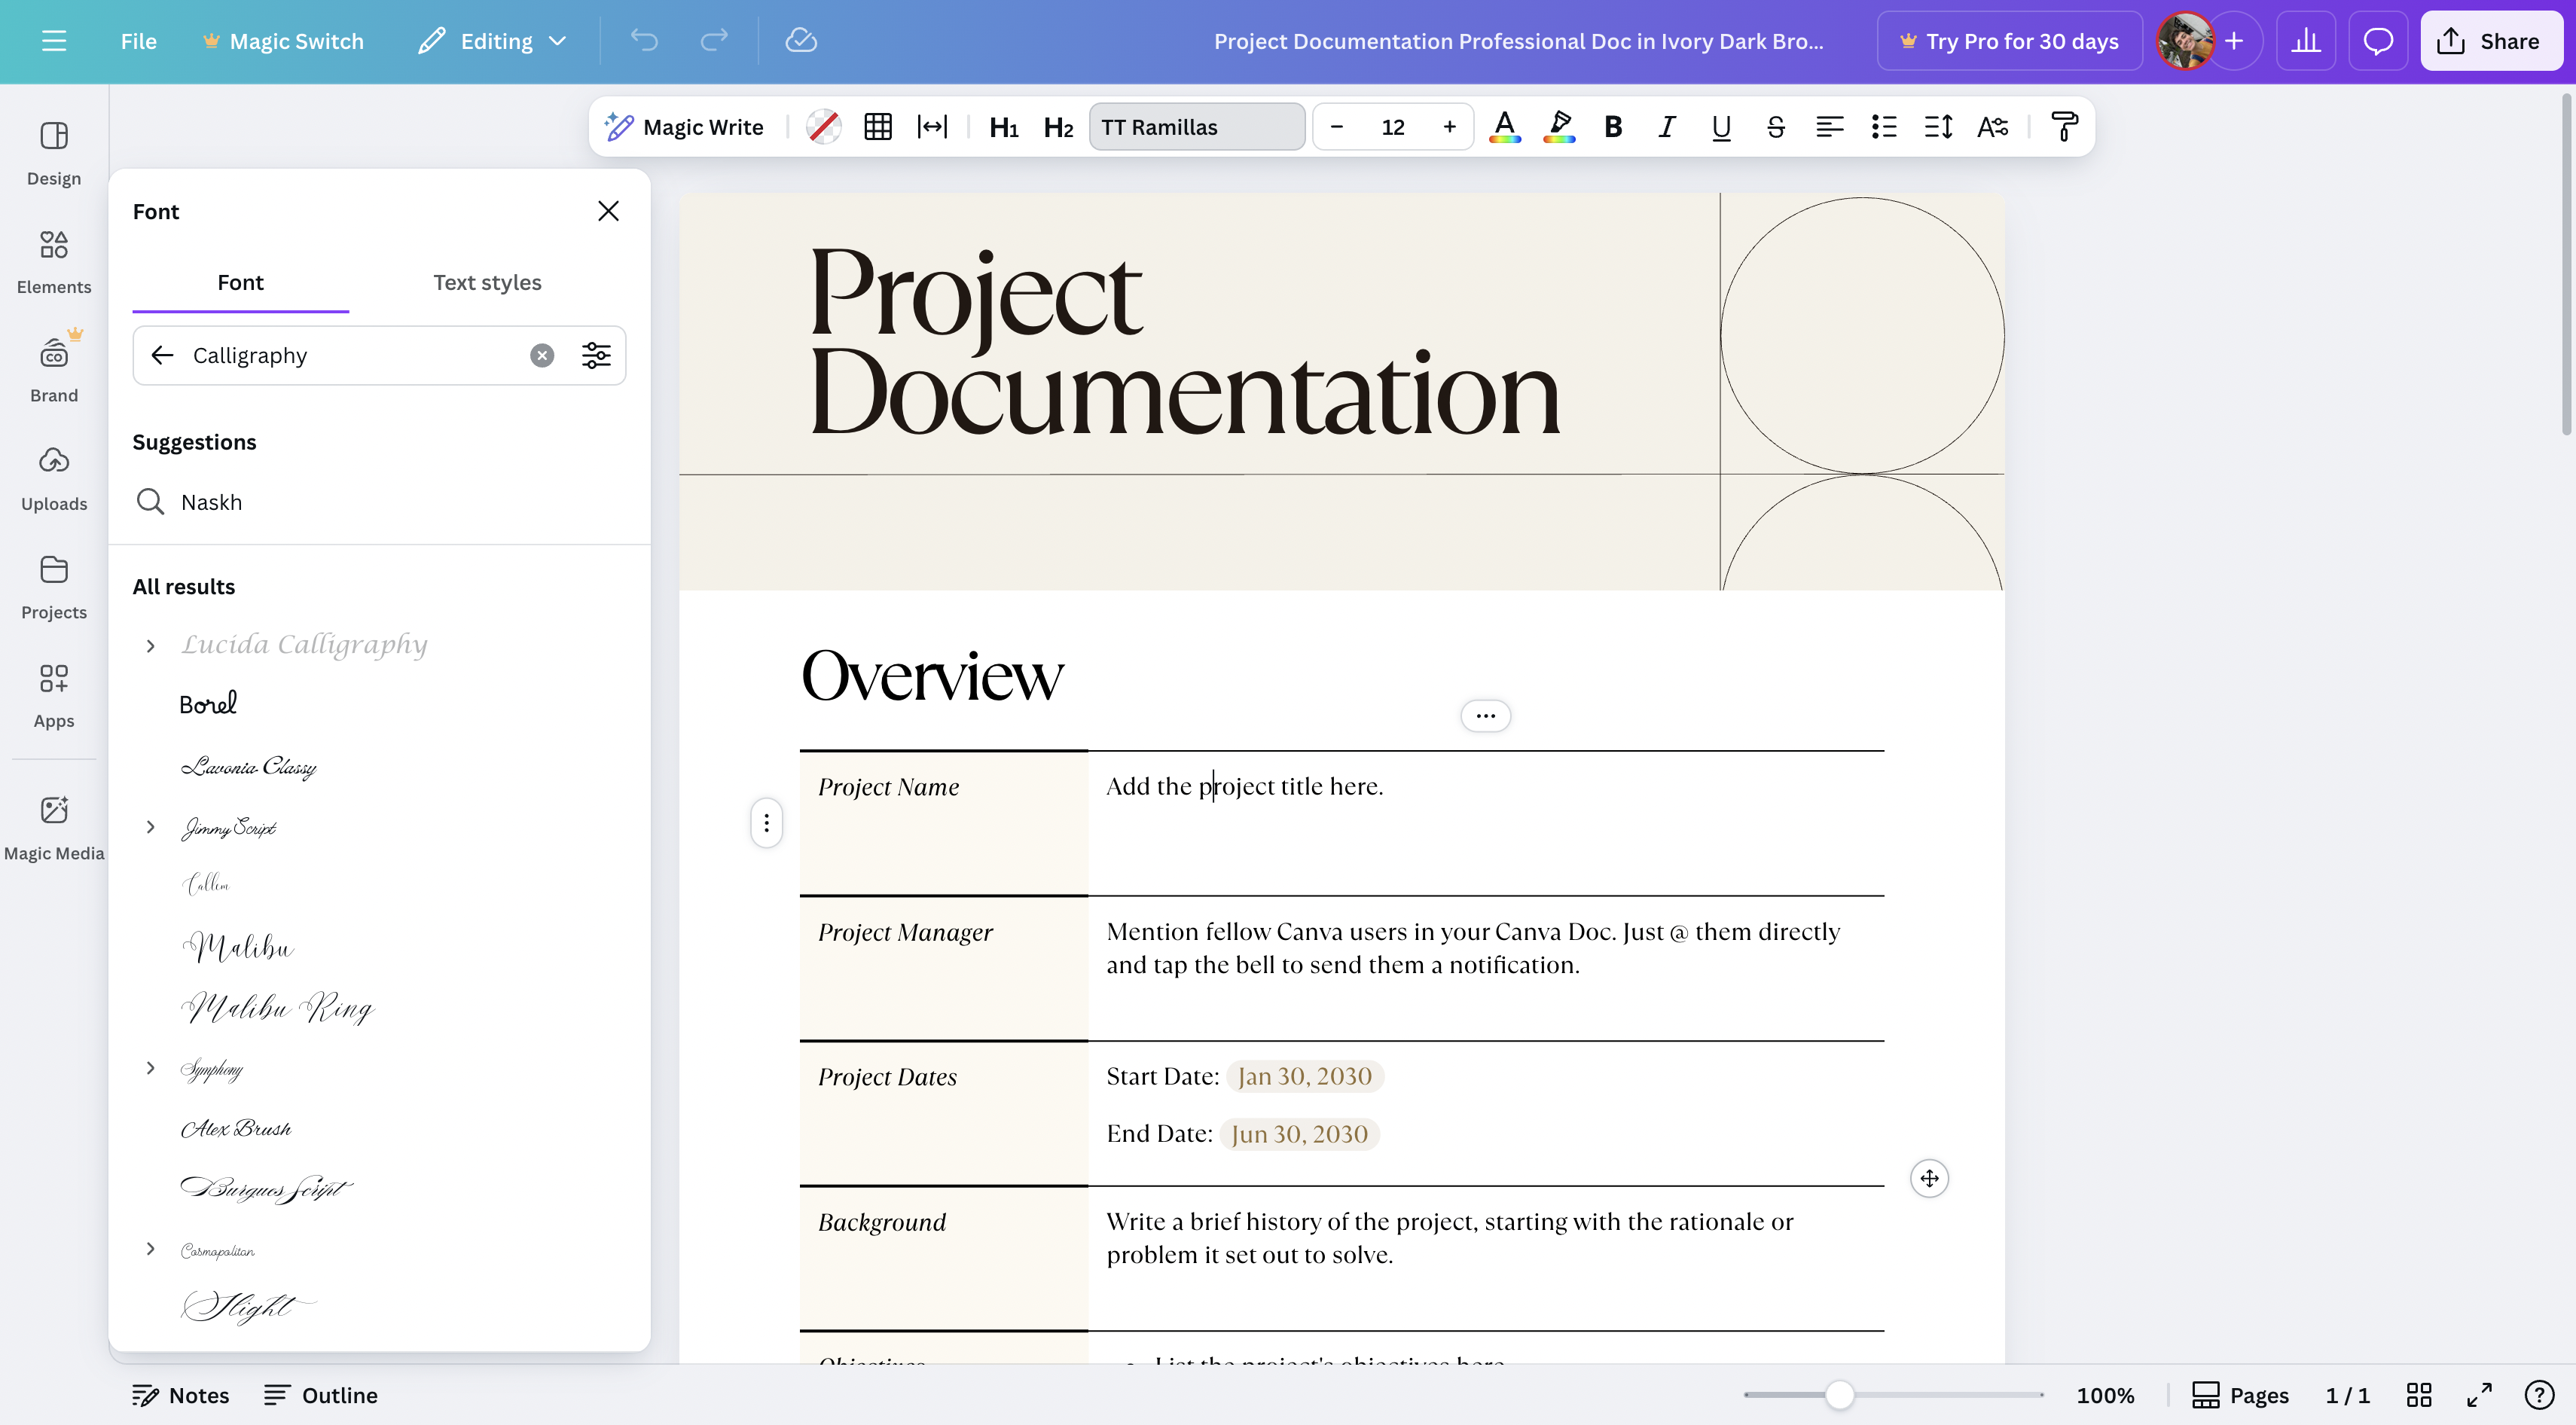 File
Magic Switch
Editing
Project Documentation Professional Doc in Ivory Dark Bro...
Try Pro for 30 days
Share
Magic Write
H1
H2
TT Ramillas
12
A
B
I
U
S
Design
Elements
Brand
Uploads
Projects
Apps
Magic Media
Font
Font
Text styles
Calligraphy
Suggestions
Naskh
All results
Lucida Calligraphy
Borel
Lavonia Classy
Jimmy Script
Callem
Malibu
Malibu Ring
Symphony
Alex Brush
Burgues Script
Cosmopolitan
Flight
Project
Documentation
Overview
Project Name
Add the project title here.
Project Manager
Mention fellow Canva users in your Canva Doc. Just @ them directly
and tap the bell to send them a notification.
Project Dates
Start Date: Jan 30, 2030
End Date: Jun 30, 2030
Background
Write a brief history of the project, starting with the rationale or
problem it set out to solve.
Objectives
List the project's objectives here
Notes
Outline
100%
Pages
1 / 1